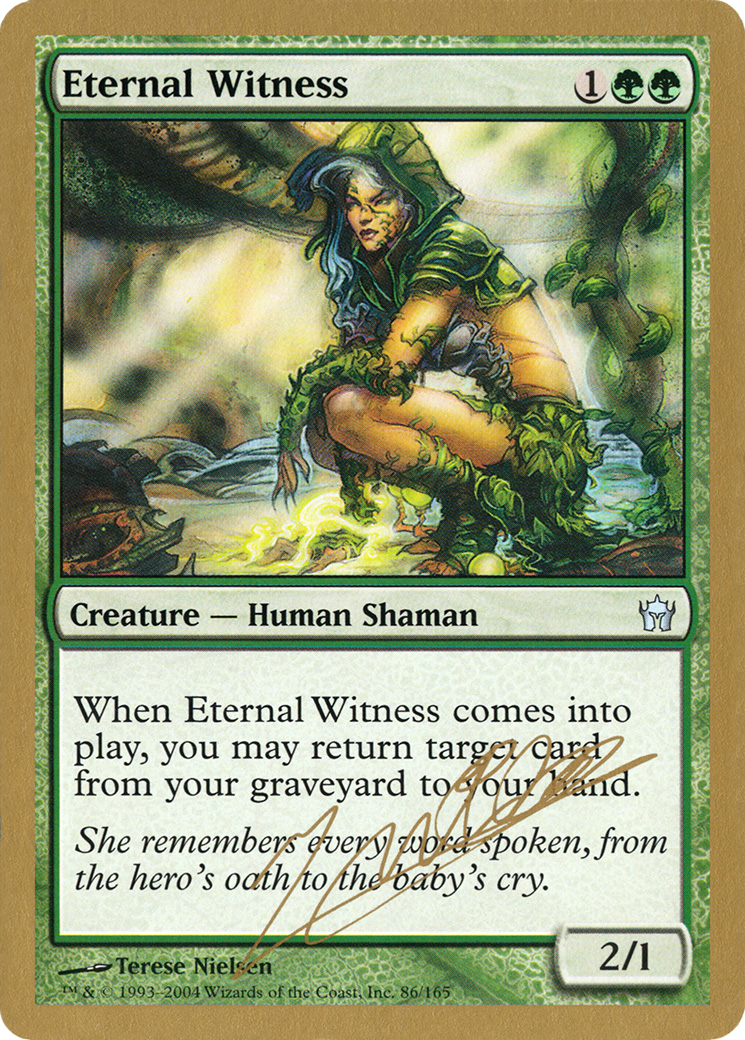 Eternal Witness 1
Creature — Human Shaman
When Eternal Witness comes into
play, you may return target card
from your graveyard to your hand.
She remembers every word spoken, from
the hero's oath to the baby's cry.
2/1
Terese Nielsen
™ & © 1993–2004 Wizards of the Coast, Inc. 86/165